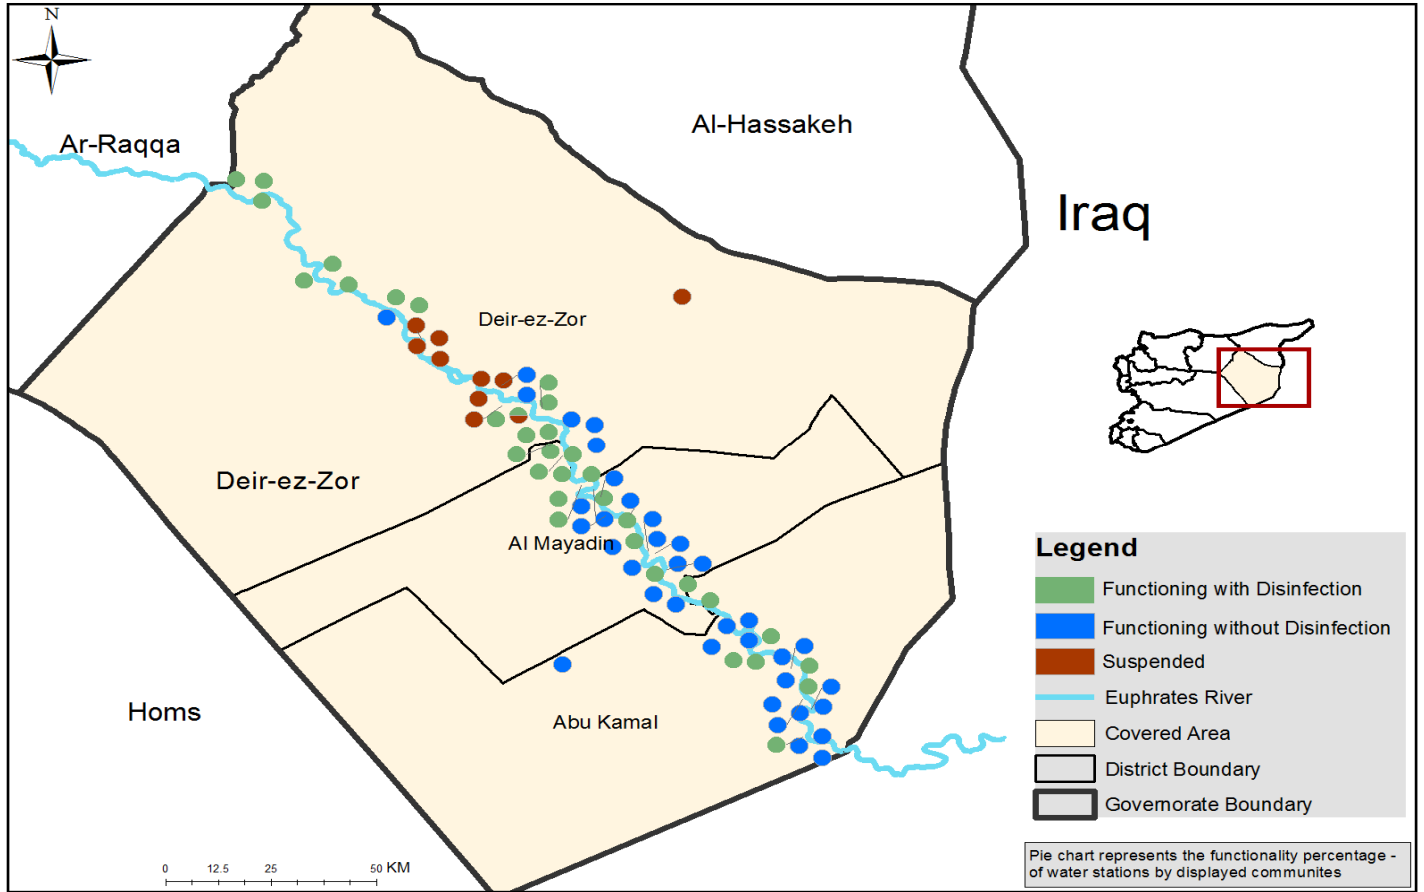 N
Ar-Raqqa
Al-Hassakeh
Iraq
Deir-ez-Zor
Deir-ez-Zor
Al Mayadin
Homs
Abu Kamal
0 12.5 25 50 KM
Legend
Functioning with Disinfection
Functioning without Disinfection
Suspended
Euphrates River
Covered Area
District Boundary
Governorate Boundary
Pie chart represents the functionality percentage -
of water stations by displayed communites